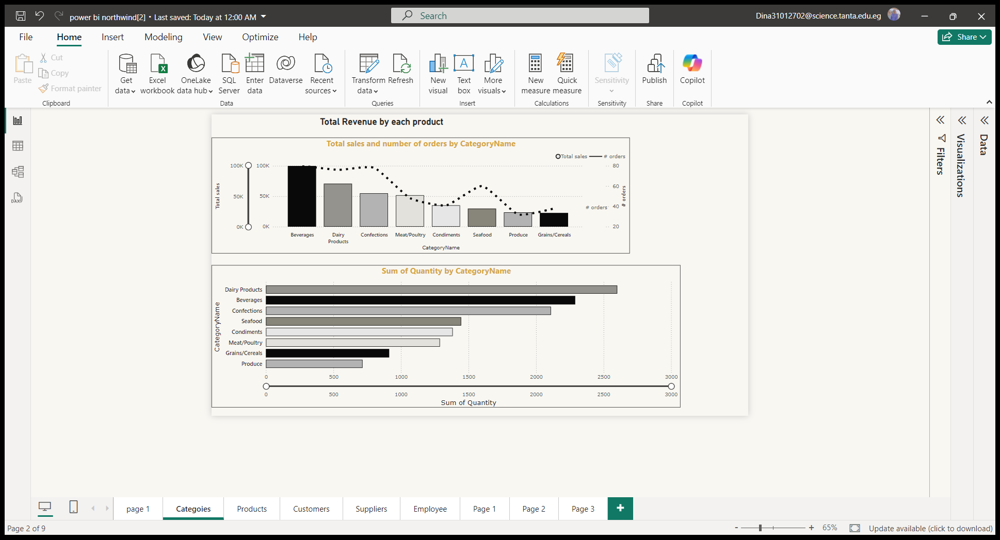 power bi northwind[2] • Last saved: Today at 12:00 AM
Search
Dina31012702@science.tanta.edu.eg
File Home Insert Modeling View Optimize Help
Share
Paste
Cut
Copy
Format painter
Clipboard
Get data
Excel workbook
OneLake data hub
SQL Server
Enter data
Dataverse
Recent sources
Data
Transform data
Refresh
Queries
New visual
Text box
More visuals
Insert
New measure
Quick measure
Calculations
Sensitivity
Sensitivity
Publish
Share
Copilot
Copilot
DAX
Total Revenue by each product
Total sales and number of orders by CategoryName
Total sales # orders
Total sales
100K
50K
0K
100K
50K
0K
80
60
40
20
# orders
# orders
Beverages
Dairy Products
Confections
Meat/Poultry
Condiments
Seafood
Produce
Grains/Cereals
CategoryName
Sum of Quantity by CategoryName
CategoryName
Dairy Products
Beverages
Confections
Seafood
Condiments
Meat/Poultry
Grains/Cereals
Produce
0 500 1000 1500 2000 2500 3000
0 500 1000 1500 2000 2500 3000
Sum of Quantity
Filters
Visualizations
Data
page 1 Categoies Products Customers Suppliers Employee Page 1 Page 2 Page 3 +
Page 2 of 9
- + 65%
Update available (click to download)